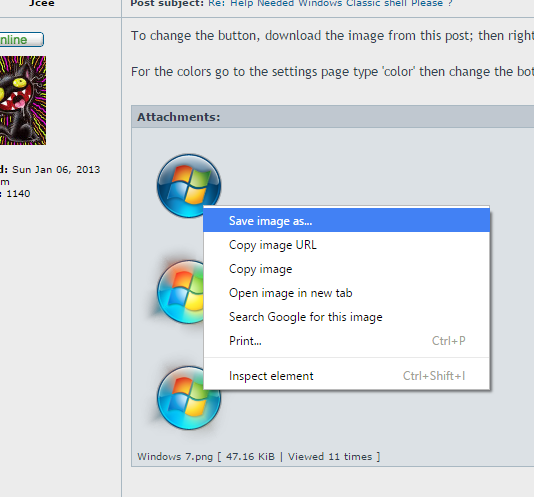 Jcee
Post subject: Re: Help Needed Windows Classic shell Please ?
nline
To change the button, download the image from this post; then right
For the colors go to the settings page type 'color' then change the bot
d: Sun Jan 06, 2013
m
: 1140
Attachments:
Save image as...
Copy image URL
Copy image
Open image in new tab
Search Google for this image
Print... Ctrl+P
Inspect element Ctrl+Shift+I
Windows 7.png [ 47.16 KiB | Viewed 11 times ]